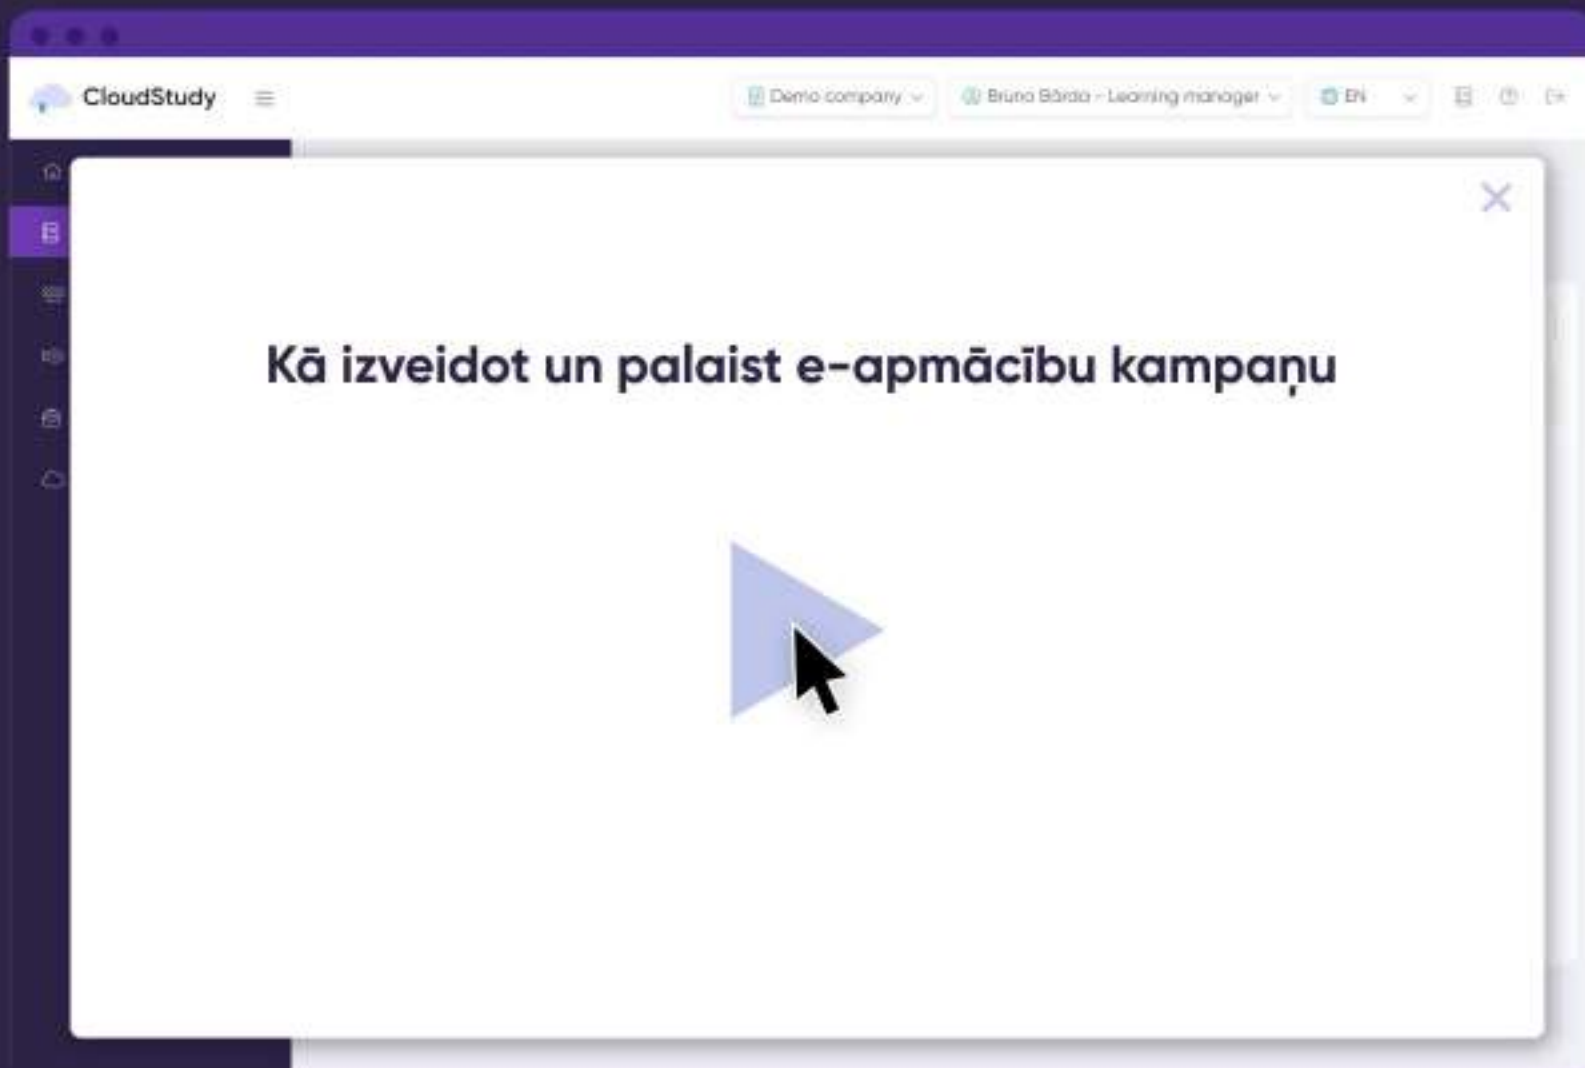 CloudStudy
Demo company
Bruno Bārda - Learning manager
EN
Kā izveidot un palaist e-apmācību kampaņu